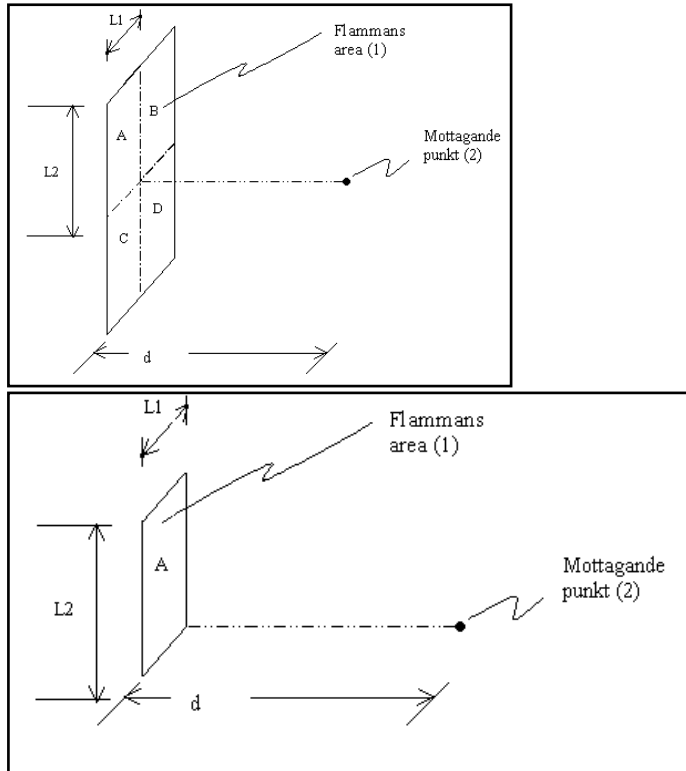 L1
Flammans
area (1)
B
A
Mottagande
punkt (2)
L2
D
C
d
L1
Flammans
area (1)
A
Mottagande
punkt (2)
L2
d